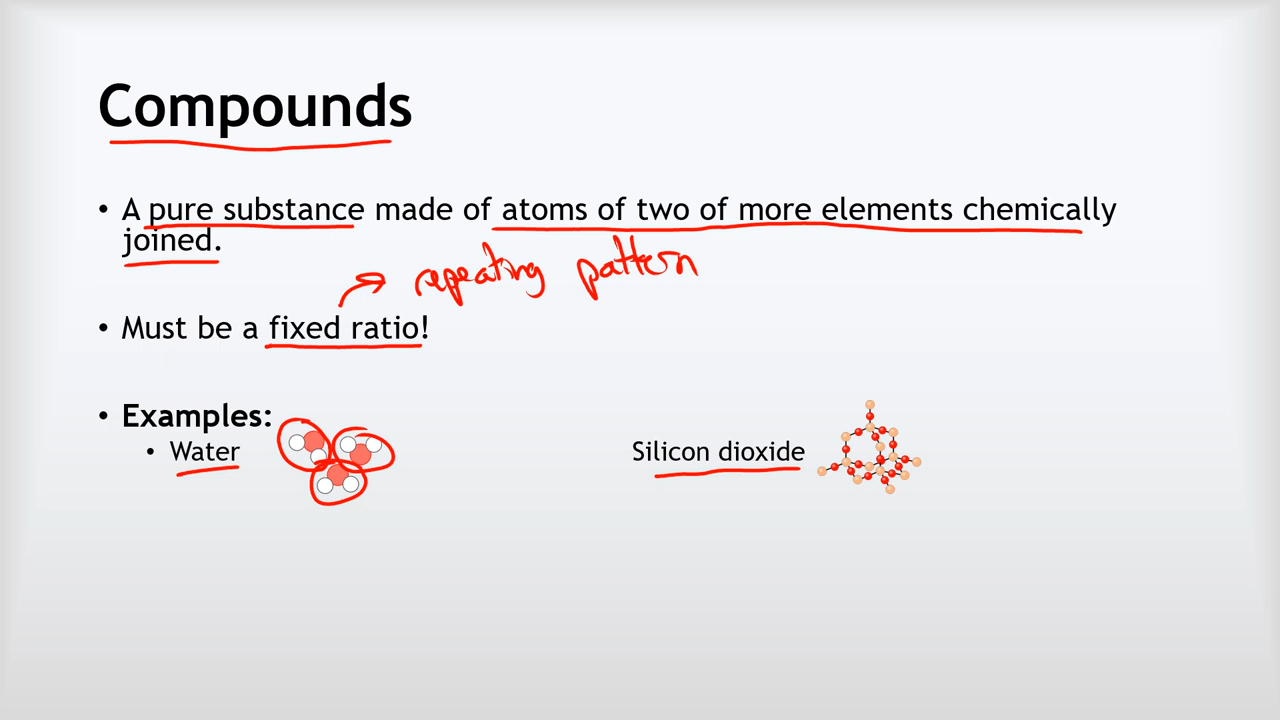 Compounds
• A pure substance made of atoms of two of more elements chemically
joined.
repeating pattern
• Must be a fixed ratio!
• Examples:
• Water
Silicon dioxide